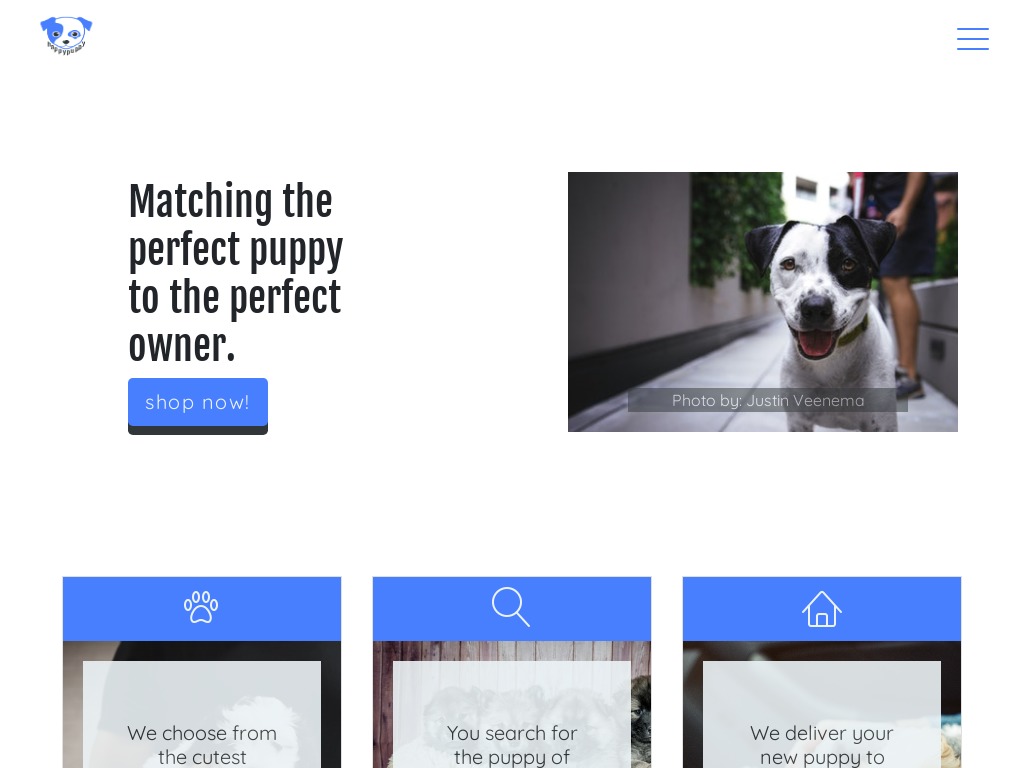 Matching the
perfect puppy
to the perfect
owner.
shop now!
Photo by: Justin Veenema
We choose from
the cutest
You search for
the puppy of
We deliver your
new puppy to